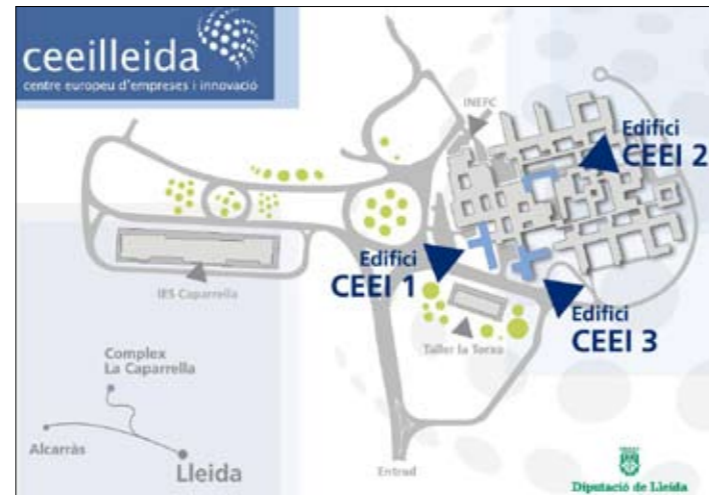 ceeilleida
centre europeu d'empreses i innovació
INEFC
Edifici
CEEI 2
Edifici
CEEI 1
Edifici
CEEI 3
IES Caparrella
Taller la Torxa
Complex
La Caparrella
Alcarràs
Lleida
Entrad
Diputació de Lleida